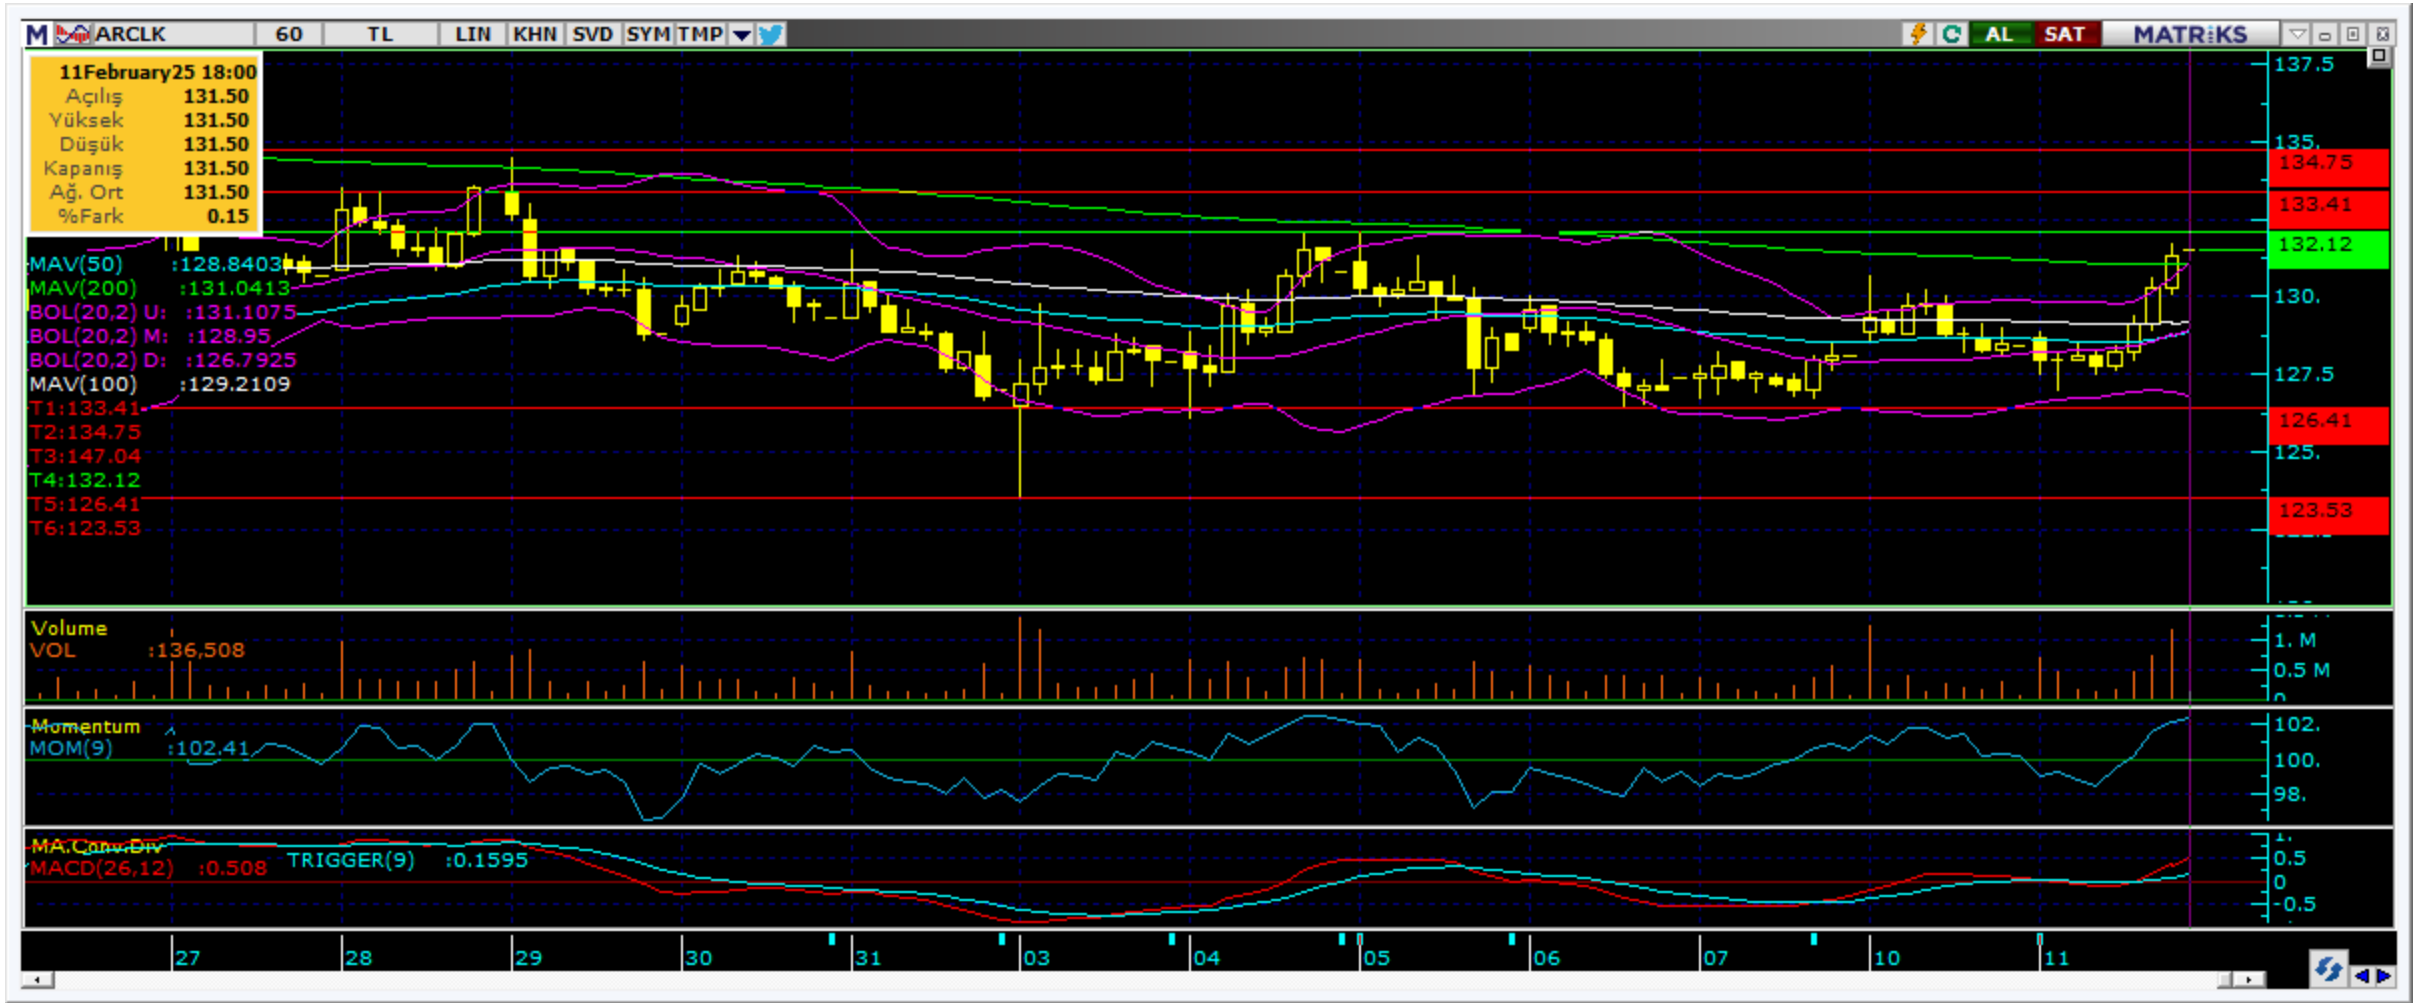 M ARCLK 60 TL LIN KHN SVD SYM TMP AL SAT MATRiKS
11February25 18:00
Açılış 131.50
Yüksek 131.50
Düşük 131.50
Kapanış 131.50
Ağ. Ort 131.50
%Fark 0.15
MAV(50) :128.8403
MAV(200) :131.0413
BOL(20,2) U: :131.1075
BOL(20,2) M: :128.95
BOL(20,2) D: :126.7925
MAV(100) :129.2109
T1:133.41
T2:134.75
T3:147.04
T4:132.12
T5:126.41
T6:123.53
137.5
135.
134.75
133.41
132.12
130.
127.5
126.41
125.
123.53
Volume
VOL :136,508
1. M
0.5 M
0
Momentum
MOM(9) :102.41
102.
100.
98.
MA.Conv.Div
MACD(26,12) :0.508 TRIGGER(9) :0.1595
1.
0.5
0
-0.5
27 28 29 30 31 03 04 05 06 07 10 11